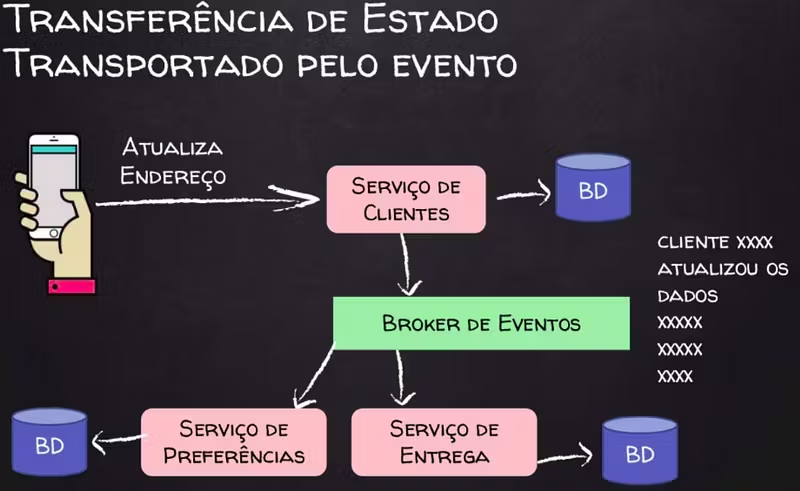 Transferência de Estado
Transportado pelo evento
Atualiza
Endereço
Serviço de
Clientes
BD
cliente xxxx
atualizou os
dados
xxxxx
xxxxx
xxxx
Broker de Eventos
BD
Serviço de
Preferências
Serviço de
Entrega
BD